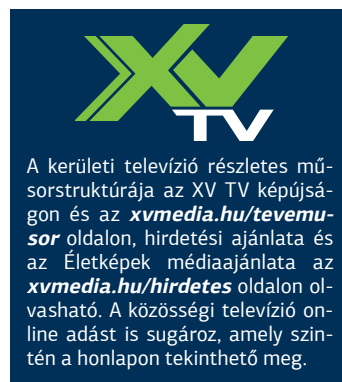 XV
TV
A kerületi televízió részletes mű-
sorstruktúrája az XV TV képújsá-
gon és az xvmedia.hu/tevemu-
sor oldalon, hirdetési ajánlata és
az Életképek médiaajánlata az
xvmedia.hu/hirdetes oldalon ol-
vasható. A közösségi televízió on-
line adást is sugároz, amely szin-
tén a honlapon tekinthető meg.